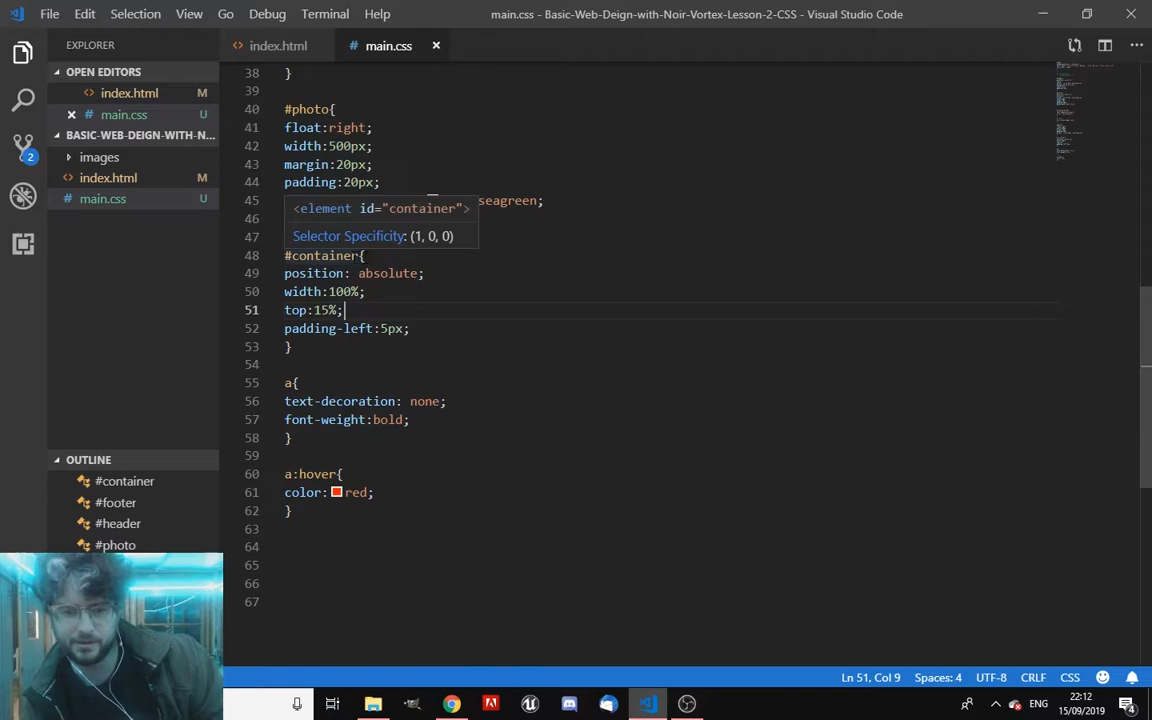 File Edit Selection View Go Debug Terminal Help
main.css - Basic-Web-Deign-with-Noir-Vortex-Lesson-2-CSS - Visual Studio Code
EXPLORER
OPEN EDITORS
index.html M
× main.css U
BASIC-WEB-DEIGN-WITH-N...
images
index.html M
main.css U
2
OUTLINE
#container
#footer
#header
#photo
index.html
# main.css ×
38 }
39
40 #photo{
41 float:right;
42 width:500px;
43 margin:20px;
44 padding:20px;
45 seagreen;
46
47
<element id="container">
Selector Specificity: (1, 0, 0)
48 #container{
49 position: absolute;
50 width:100%;
51 top:15%;
52 padding-left:5px;
53 }
54
55 a{
56 text-decoration: none;
57 font-weight:bold;
58 }
59
60 a:hover{
61 color: red;
62 }
63
64
65
66
67
Ln 51, Col 9 Spaces: 4 UTF-8 CRLF CSS
ENG
22:12
15/09/2019
4